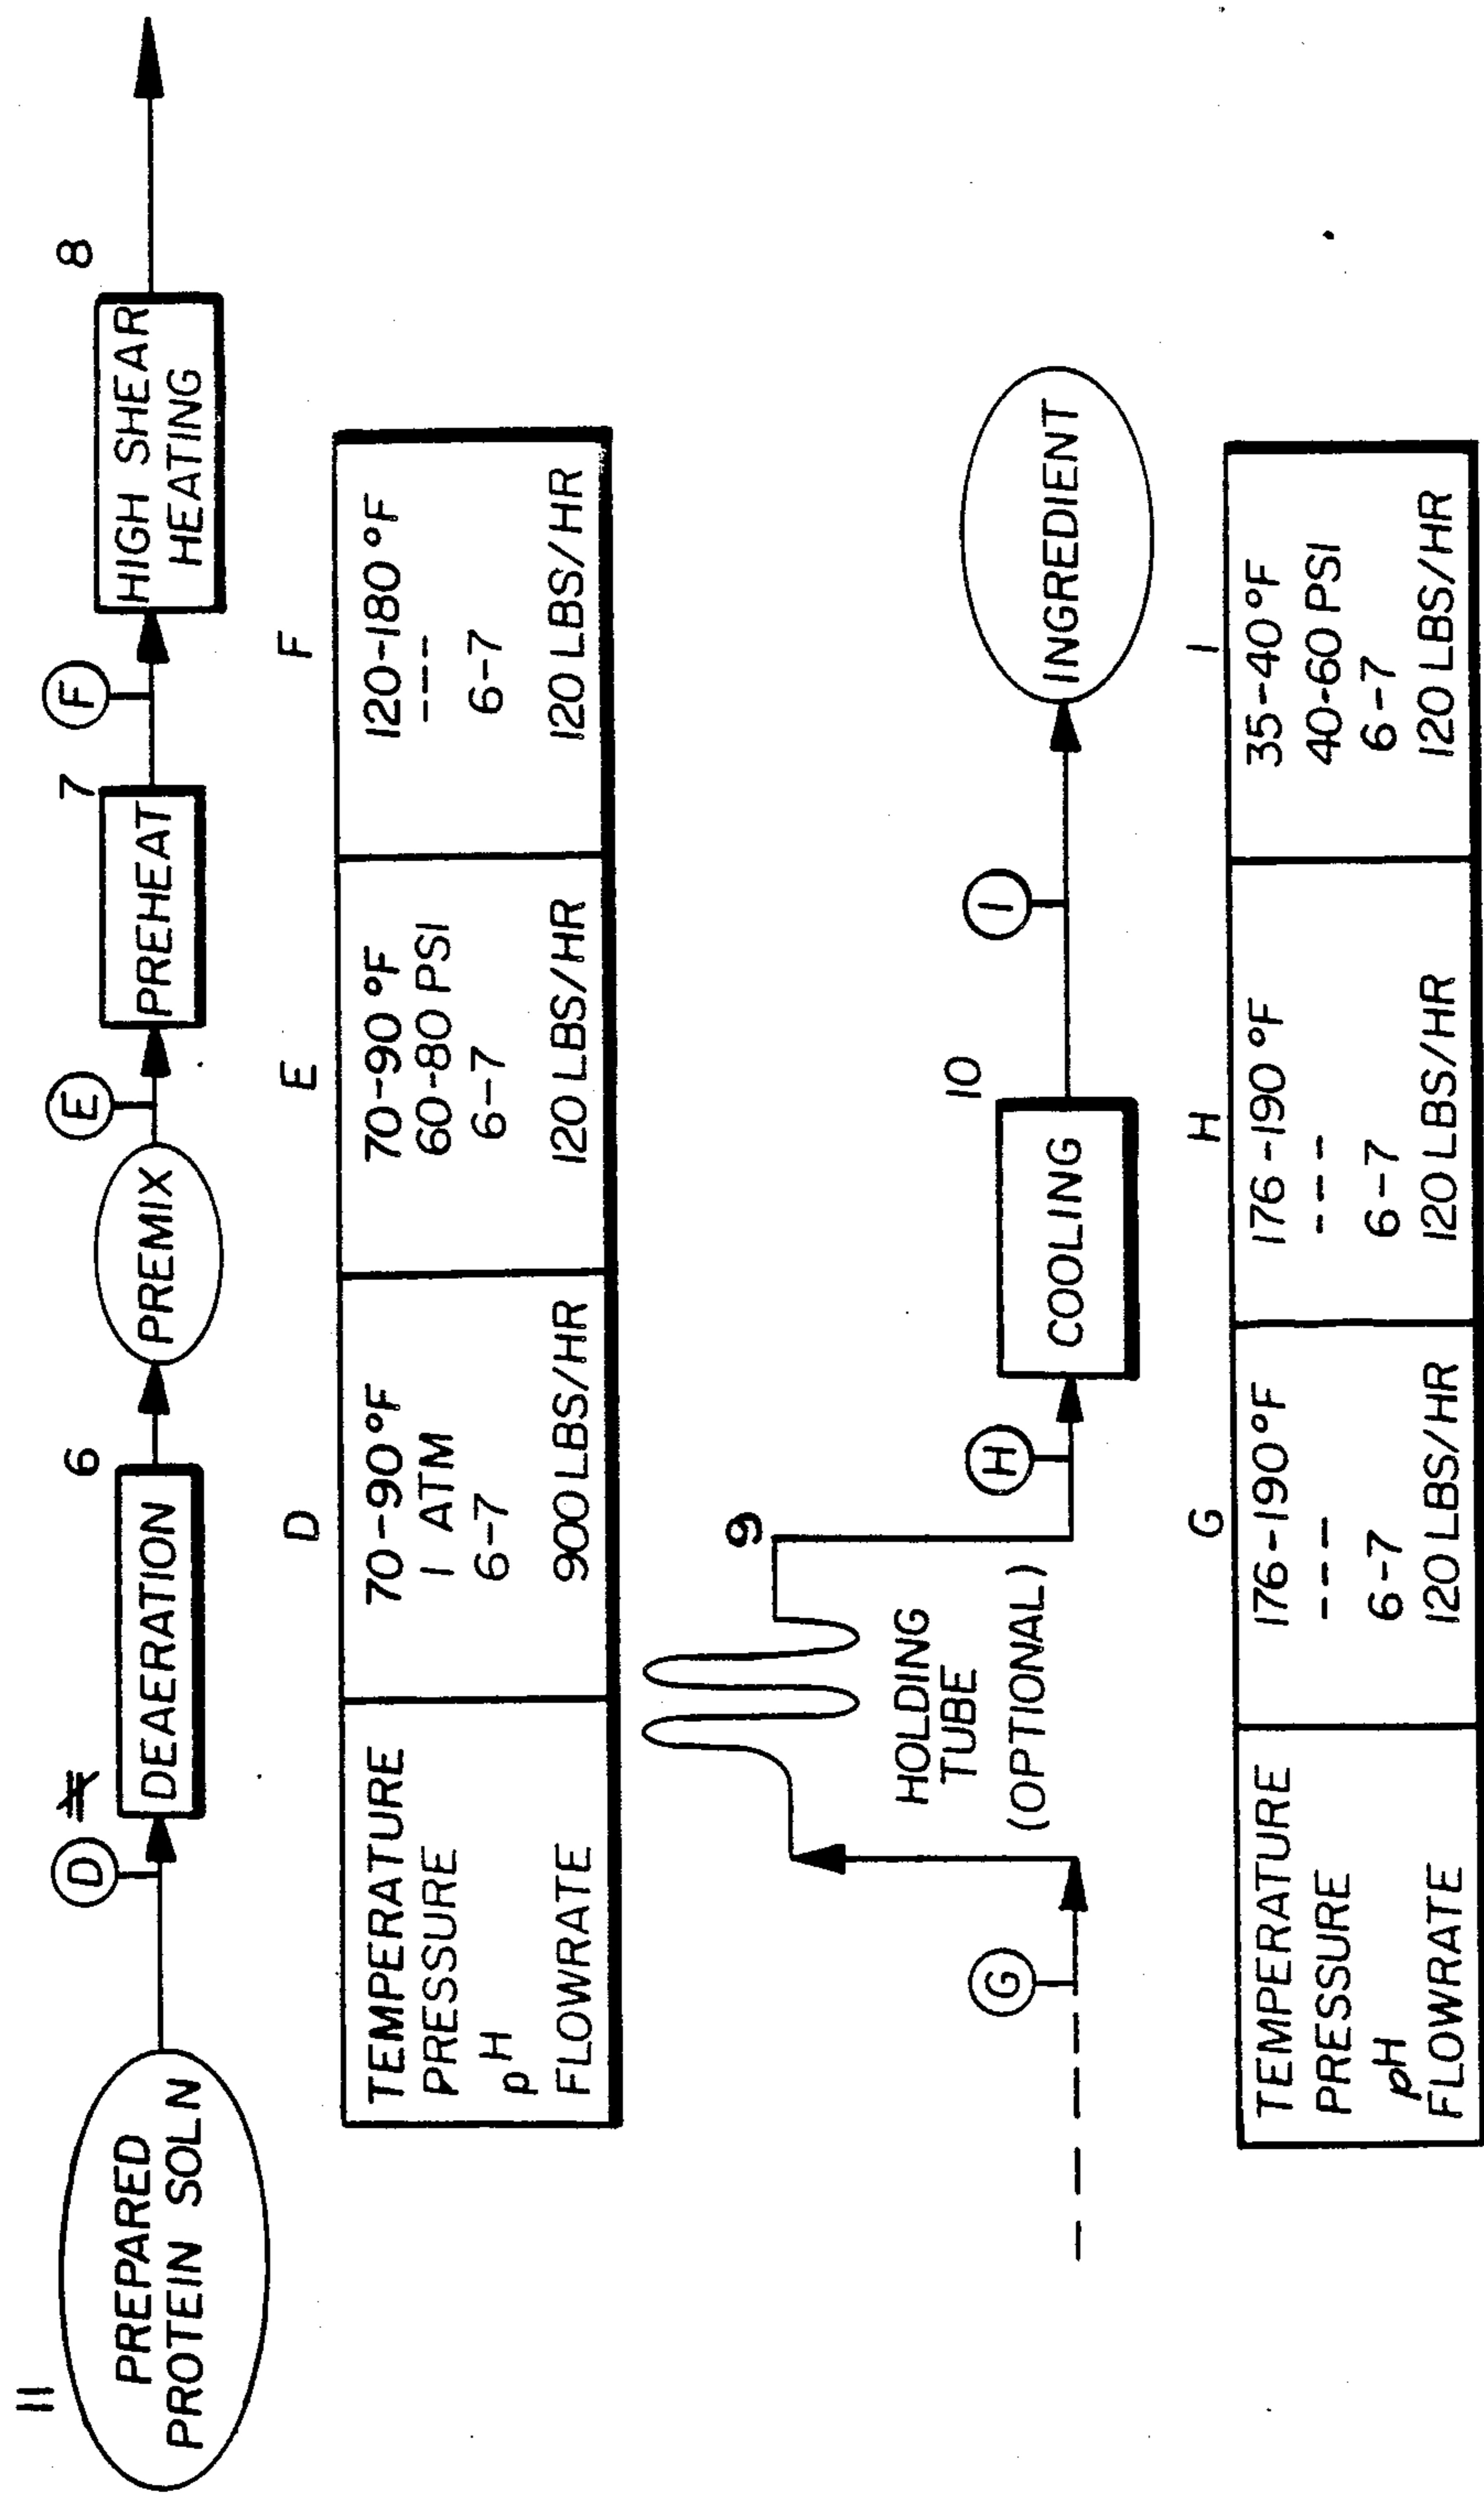 11
PREPARED
PROTEIN SOLN
D
*
DEAERATION
6
PREMIX
E
PREHEAT
7
F
HIGH SHEAR
HEATING
8
D E F
TEMPERATURE 70-90°F 70-90°F 120-180°F
PRESSURE 1 ATM 60-80 PSI ----
pH 6-7 6-7 6-7
FLOWRATE 900 LBS/HR 120 LBS/HR 120 LBS/HR
G
HOLDING
TUBE
(OPTIONAL)
9
H
COOLING
10
I
INGREDIENT
G H I
TEMPERATURE 176-190°F 176-190°F 35-40°F
PRESSURE --- --- 40-60 PSI
pH 6-7 6-7 6-7
FLOWRATE 120 LBS/HR 120 LBS/HR 120 LBS/HR